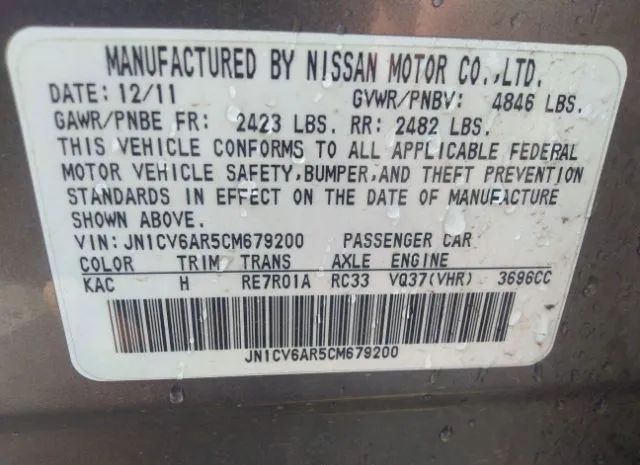 MANUFACTURED BY NISSAN MOTOR CO.,LTD.
DATE: 12/11 GVWR/PNBV: 4846 LBS.
GAWR/PNBE FR: 2423 LBS. RR: 2482 LBS.
THIS VEHICLE CONFORMS TO ALL APPLICABLE FEDERAL
MOTOR VEHICLE SAFETY,BUMPER,AND THEFT PREVENTION
STANDARDS IN EFFECT ON THE DATE OF MANUFACTURE
SHOWN ABOVE.
VIN: JN1CV6AR5CM679200 PASSENGER CAR
COLOR TRIM TRANS AXLE ENGINE
KAC H RE7R01A RC33 VQ37(VHR) 3696CC
JN1CV6AR5CM679200